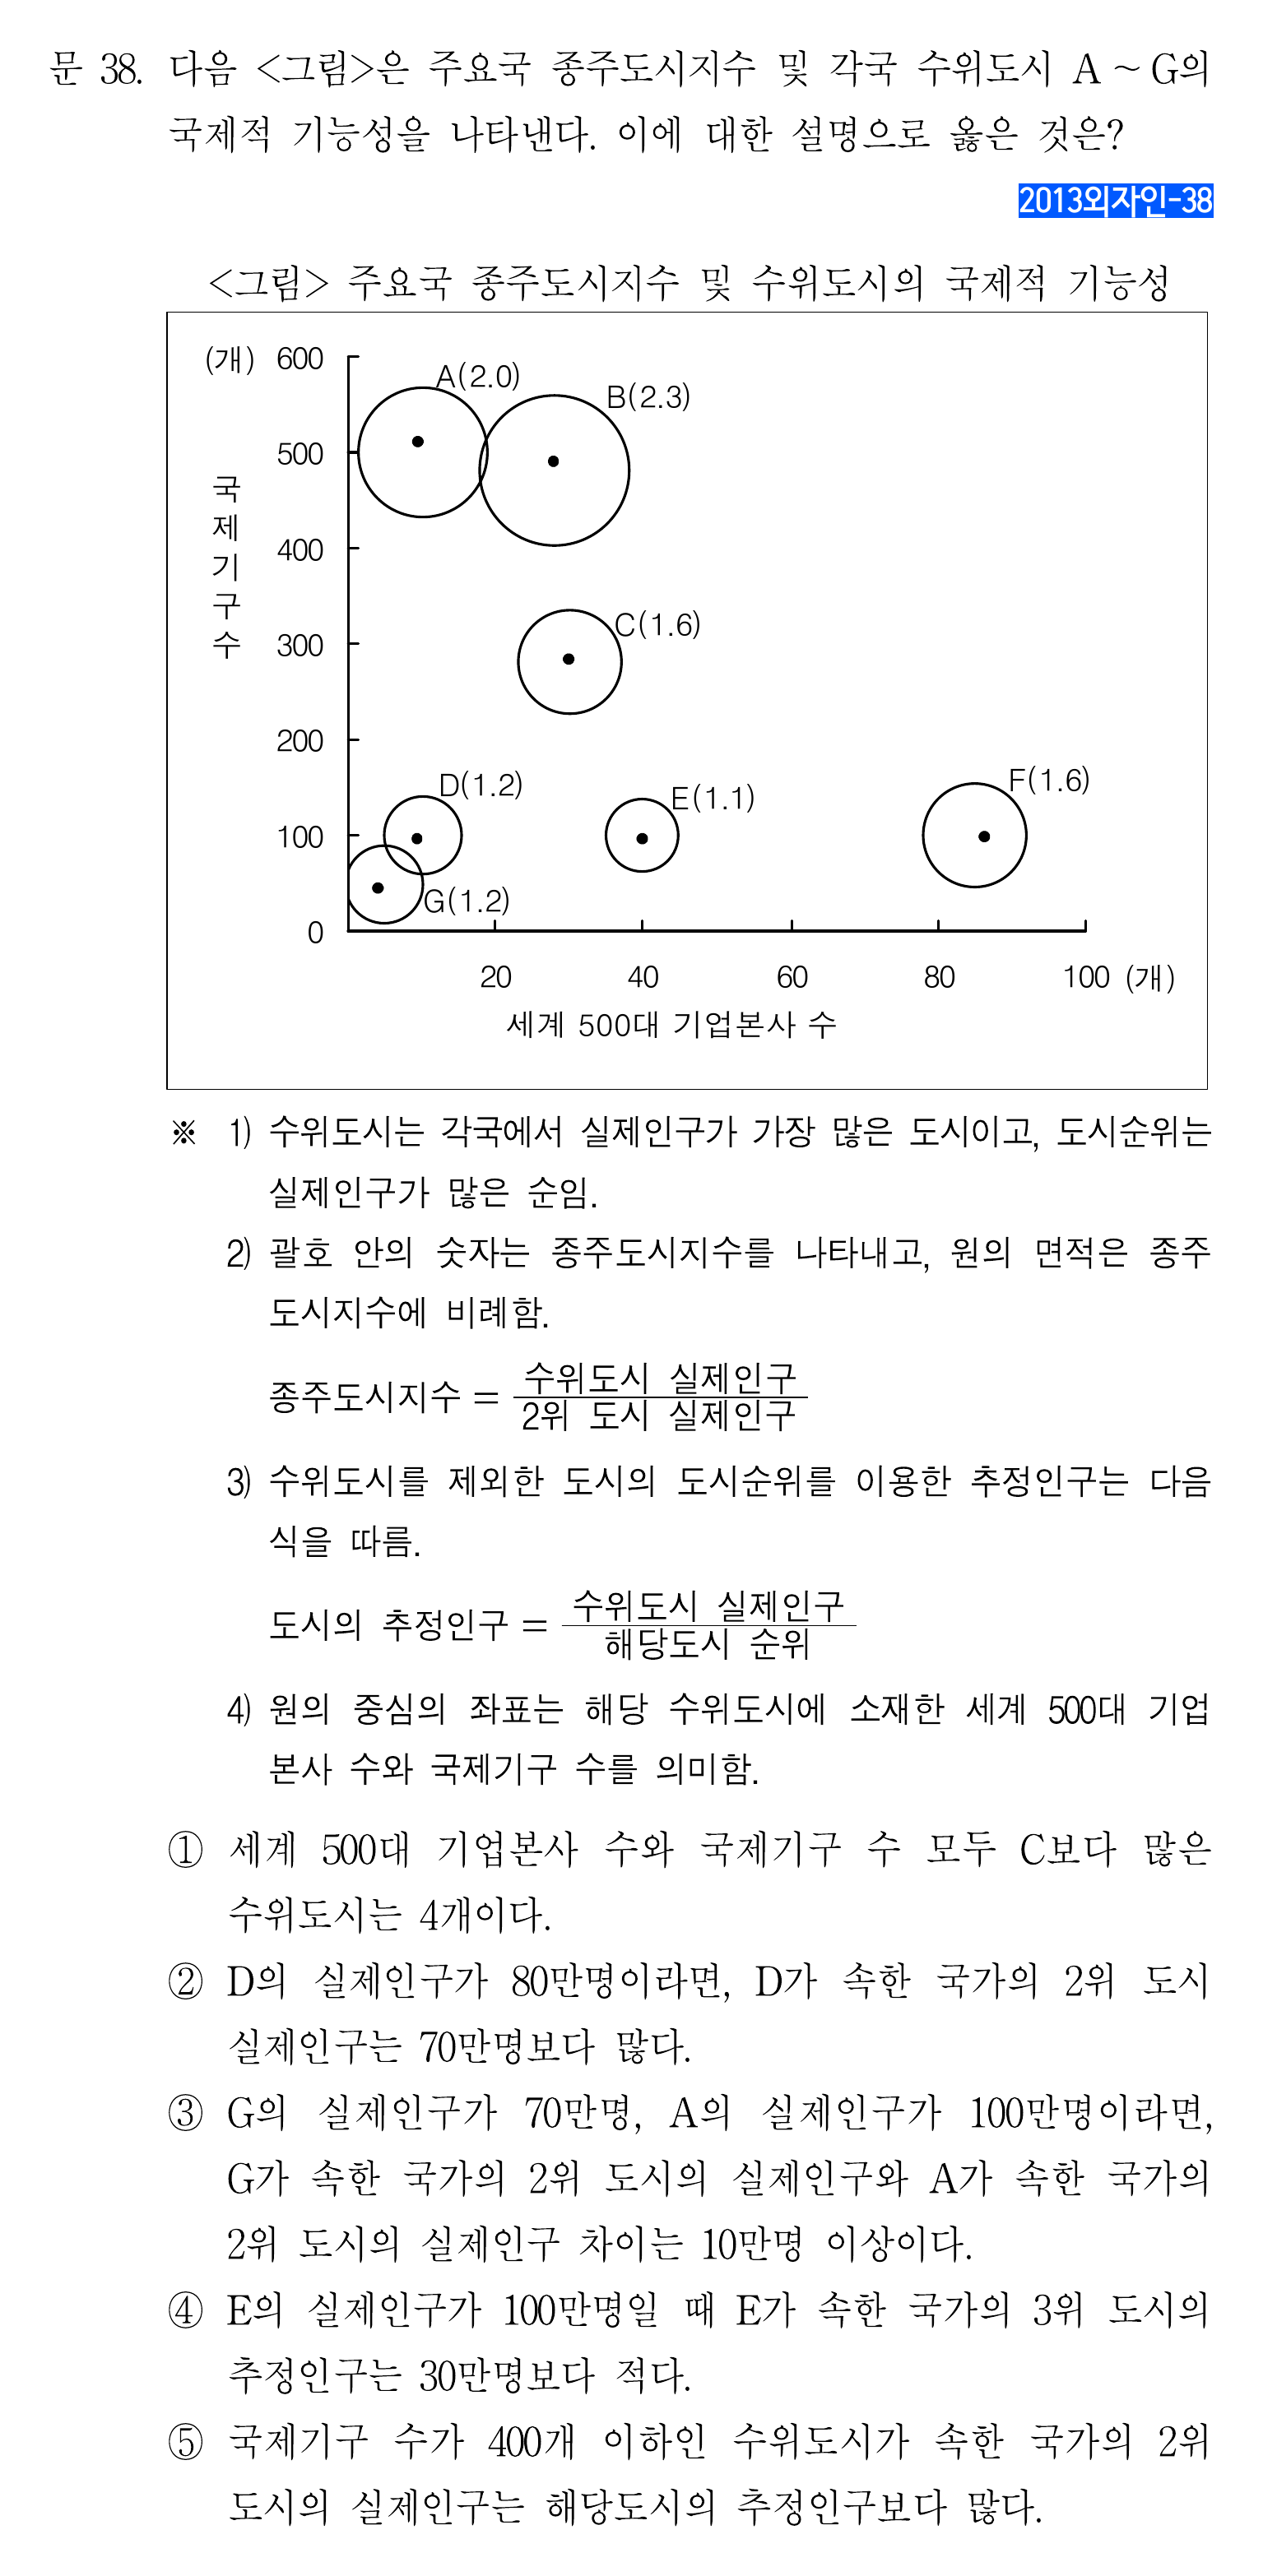 문 38. 다음 <그림>은 주요국 종주도시지수 및 각국 수위도시 A ~ G의
국제적 기능성을 나타낸다. 이에 대한 설명으로 옳은 것은?
2013외자인-38
<그림> 주요국 종주도시지수 및 수위도시의 국제적 기능성
(개) 600
A(2.0)
B(2.3)
500
국제기구수
400
C(1.6)
300
200
D(1.2)
E(1.1)
F(1.6)
100
G(1.2)
0
20 40 60 80 100 (개)
세계 500대 기업본사 수
※ 1) 수위도시는 각국에서 실제인구가 가장 많은 도시이고, 도시순위는
실제인구가 많은 순임.
2) 괄호 안의 숫자는 종주도시지수를 나타내고, 원의 면적은 종주
도시지수에 비례함.
종주도시지수 = 수위도시 실제인구
2위 도시 실제인구
3) 수위도시를 제외한 도시의 도시순위를 이용한 추정인구는 다음
식을 따름.
도시의 추정인구 = 수위도시 실제인구
해당도시 순위
4) 원의 중심의 좌표는 해당 수위도시에 소재한 세계 500대 기업
본사 수와 국제기구 수를 의미함.
① 세계 500대 기업본사 수와 국제기구 수 모두 C보다 많은
수위도시는 4개이다.
② D의 실제인구가 80만명이라면, D가 속한 국가의 2위 도시
실제인구는 70만명보다 많다.
③ G의 실제인구가 70만명, A의 실제인구가 100만명이라면,
G가 속한 국가의 2위 도시의 실제인구와 A가 속한 국가의
2위 도시의 실제인구 차이는 10만명 이상이다.
④ E의 실제인구가 100만명일 때 E가 속한 국가의 3위 도시의
추정인구는 30만명보다 적다.
⑤ 국제기구 수가 400개 이하인 수위도시가 속한 국가의 2위
도시의 실제인구는 해당도시의 추정인구보다 많다.